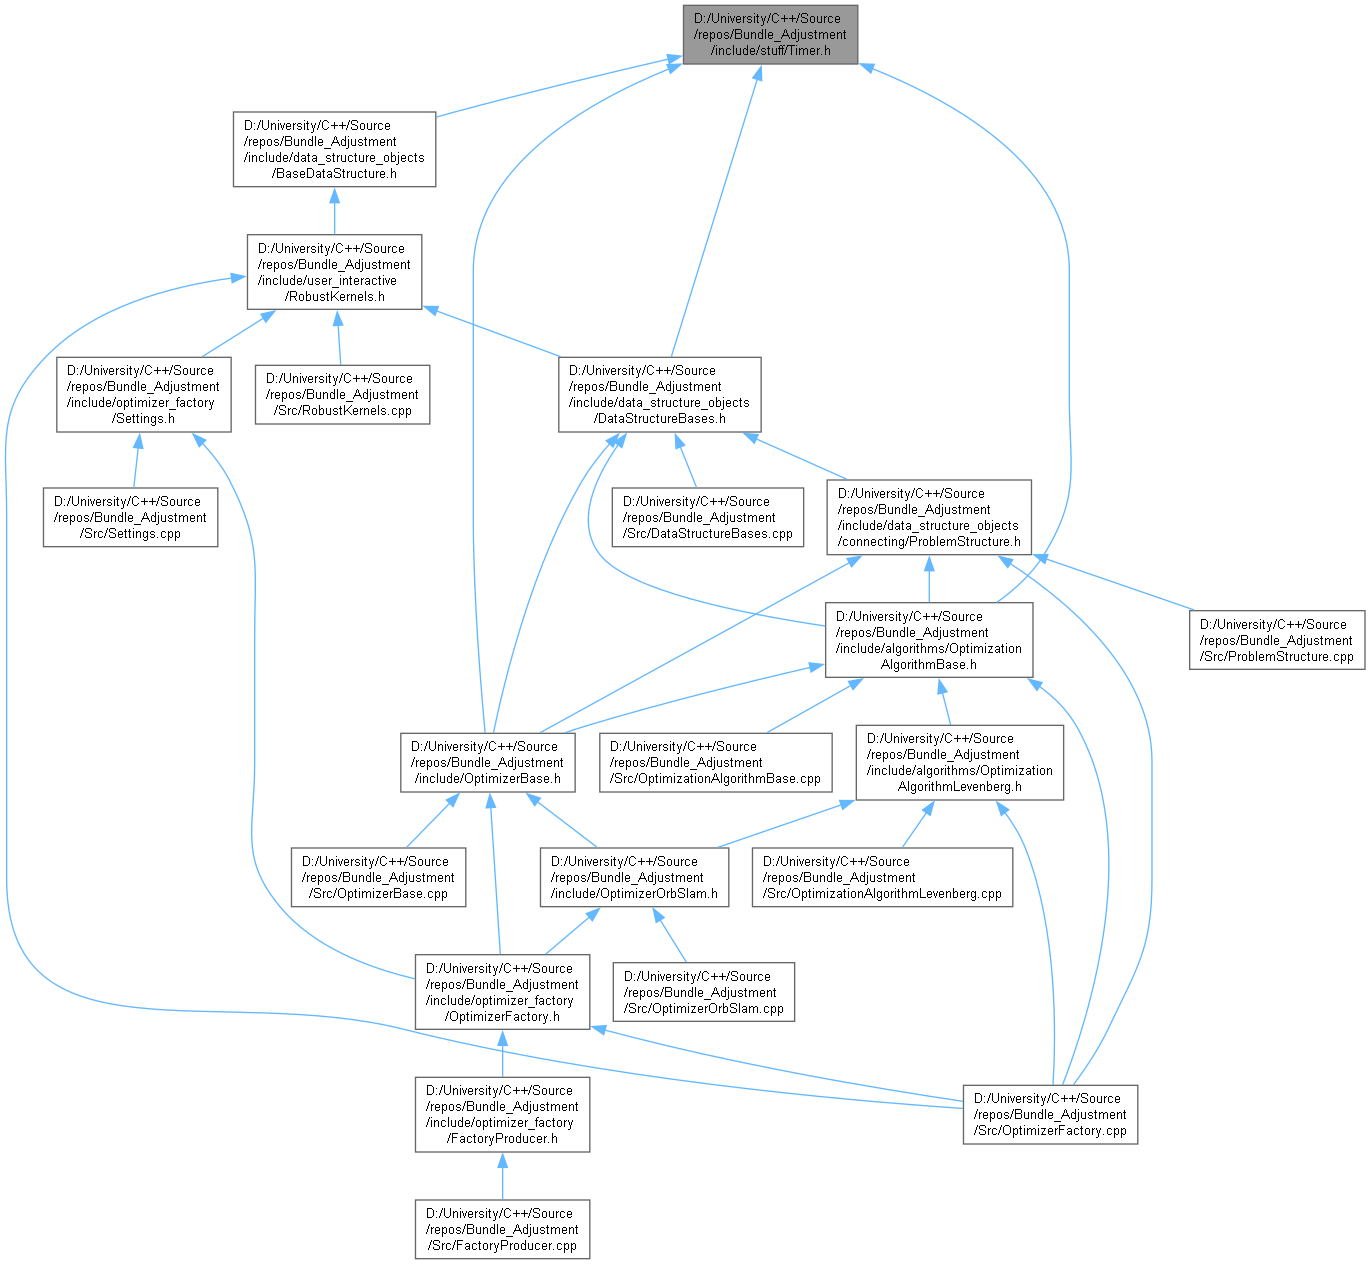 D:/University/C++/Source
/repos/Bundle_Adjustment
/include/stuff/Timer.h
D:/University/C++/Source
/repos/Bundle_Adjustment
/include/data_structure_objects
/BaseDataStructure.h
D:/University/C++/Source
/repos/Bundle_Adjustment
/include/user_interactive
/RobustKernels.h
D:/University/C++/Source
/repos/Bundle_Adjustment
/include/optimizer_factory
/Settings.h
D:/University/C++/Source
/repos/Bundle_Adjustment
/Src/RobustKernels.cpp
D:/University/C++/Source
/repos/Bundle_Adjustment
/include/data_structure_objects
/DataStructureBases.h
D:/University/C++/Source
/repos/Bundle_Adjustment
/Src/Settings.cpp
D:/University/C++/Source
/repos/Bundle_Adjustment
/Src/DataStructureBases.cpp
D:/University/C++/Source
/repos/Bundle_Adjustment
/include/data_structure_objects
/connecting/ProblemStructure.h
D:/University/C++/Source
/repos/Bundle_Adjustment
/include/algorithms/Optimization
AlgorithmBase.h
D:/University/C++/Source
/repos/Bundle_Adjustment
/Src/ProblemStructure.cpp
D:/University/C++/Source
/repos/Bundle_Adjustment
/include/OptimizerBase.h
D:/University/C++/Source
/repos/Bundle_Adjustment
/Src/OptimizationAlgorithmBase.cpp
D:/University/C++/Source
/repos/Bundle_Adjustment
/include/algorithms/Optimization
AlgorithmLevenberg.h
D:/University/C++/Source
/repos/Bundle_Adjustment
/Src/OptimizerBase.cpp
D:/University/C++/Source
/repos/Bundle_Adjustment
/include/OptimizerOrbSlam.h
D:/University/C++/Source
/repos/Bundle_Adjustment
/Src/OptimizationAlgorithmLevenberg.cpp
D:/University/C++/Source
/repos/Bundle_Adjustment
/include/optimizer_factory
/OptimizerFactory.h
D:/University/C++/Source
/repos/Bundle_Adjustment
/Src/OptimizerOrbSlam.cpp
D:/University/C++/Source
/repos/Bundle_Adjustment
/include/optimizer_factory
/FactoryProducer.h
D:/University/C++/Source
/repos/Bundle_Adjustment
/Src/OptimizerFactory.cpp
D:/University/C++/Source
/repos/Bundle_Adjustment
/Src/FactoryProducer.cpp